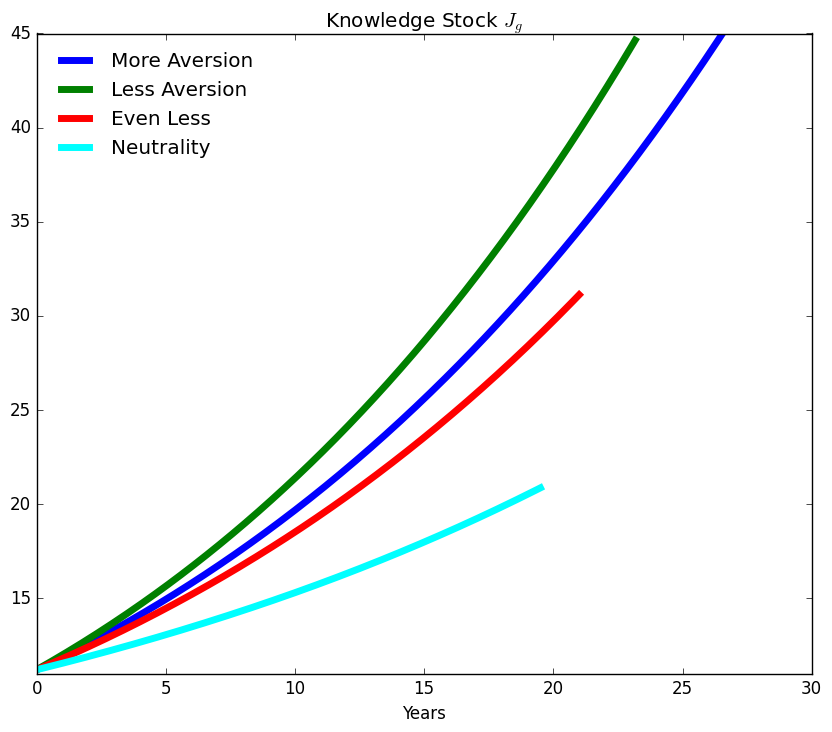 Knowledge Stock J_g
45
40
35
30
25
20
15
More Aversion
Less Aversion
Even Less
Neutrality
0 5 10 15 20 25 30
Years